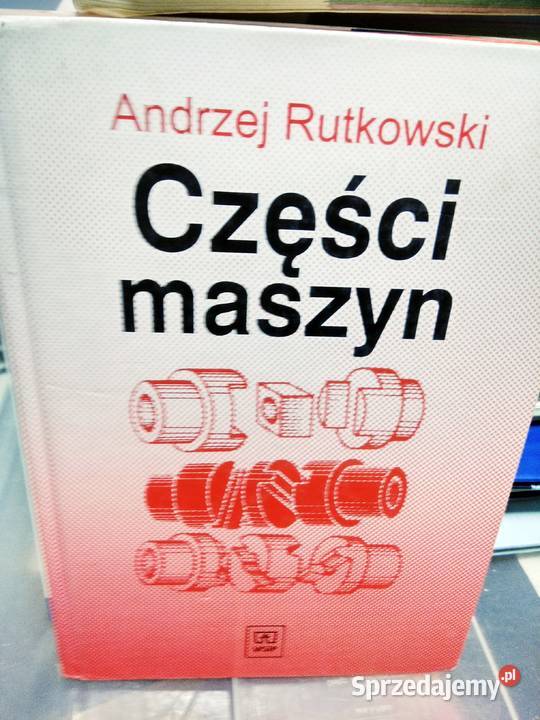 Andrzej Rutkowski
Części
maszyn
WSiP
Sprzedajemy.pl